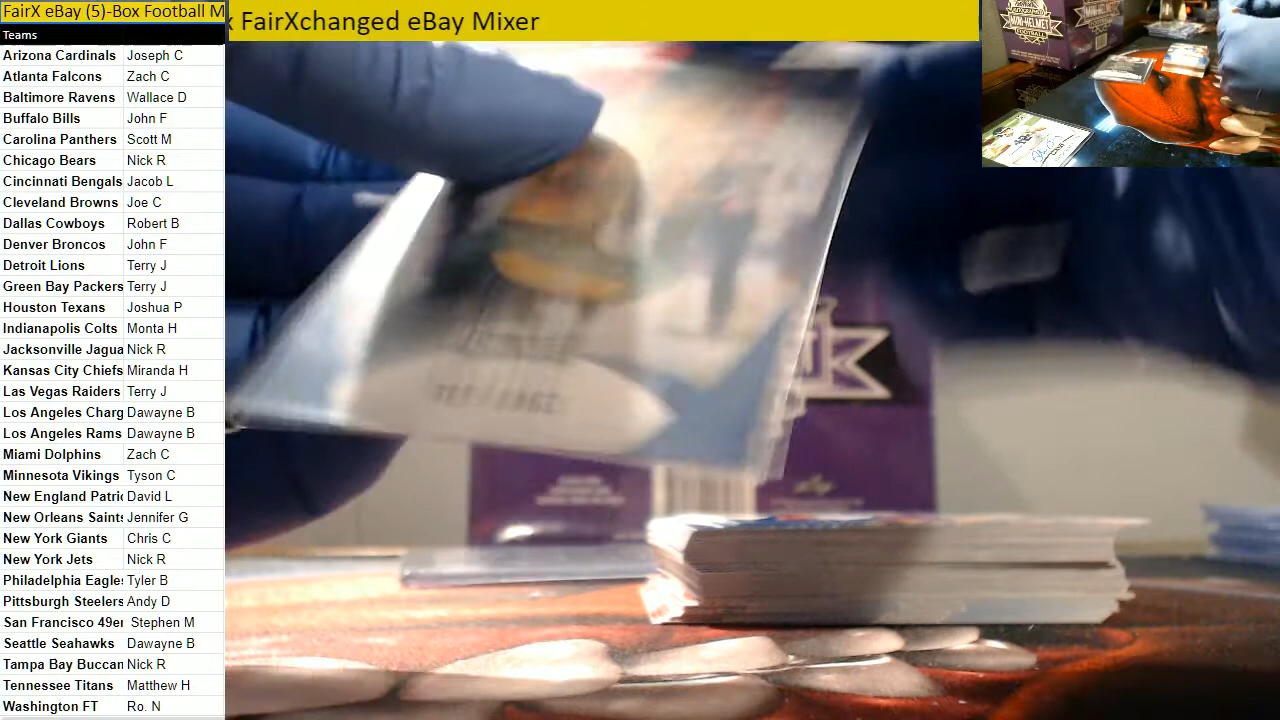 FairX eBay (5)-Box Football M
x FairXchanged eBay Mixer
Teams
Arizona Cardinals Joseph C
Atlanta Falcons Zach C
Baltimore Ravens Wallace D
Buffalo Bills John F
Carolina Panthers Scott M
Chicago Bears Nick R
Cincinnati Bengals Jacob L
Cleveland Browns Joe C
Dallas Cowboys Robert B
Denver Broncos John F
Detroit Lions Terry J
Green Bay Packers Terry J
Houston Texans Joshua P
Indianapolis Colts Monta H
Jacksonville Jagua Nick R
Kansas City Chiefs Miranda H
Las Vegas Raiders Terry J
Los Angeles Charg Dawayne B
Los Angeles Rams Dawayne B
Miami Dolphins Zach C
Minnesota Vikings Tyson C
New England Patric David L
New Orleans Saints Jennifer G
New York Giants Chris C
New York Jets Nick R
Philadelphia Eagle Tyler B
Pittsburgh Steelers Andy D
San Francisco 49er Stephen M
Seattle Seahawks Dawayne B
Tampa Bay Buccan Nick R
Tennessee Titans Matthew H
Washington FT Ro. N
MINI-HELMET
FOOTBALL